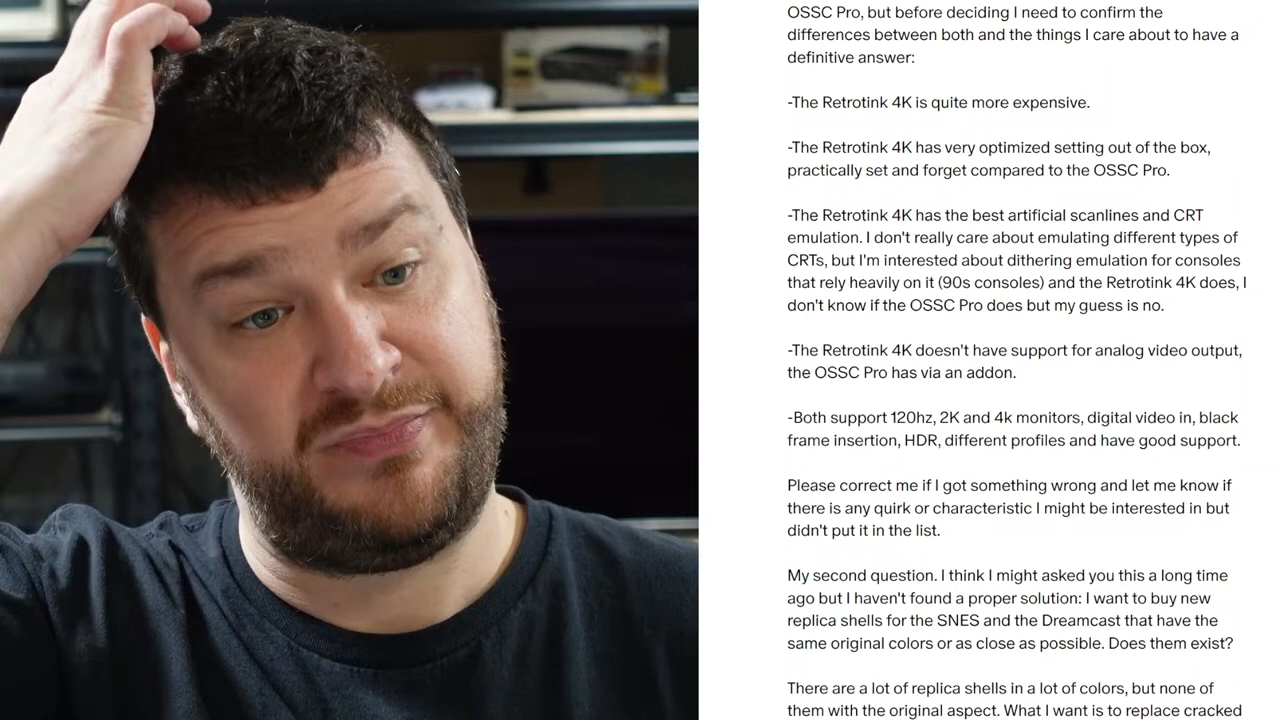 OSSC Pro, but before deciding I need to confirm the
differences between both and the things I care about to have a
definitive answer:
-The Retrotink 4K is quite more expensive.
-The Retrotink 4K has very optimized setting out of the box,
practically set and forget compared to the OSSC Pro.
-The Retrotink 4K has the best artificial scanlines and CRT
emulation. I don't really care about emulating different types of
CRTs, but I'm interested about dithering emulation for consoles
that rely heavily on it (90s consoles) and the Retrotink 4K does, I
don't know if the OSSC Pro does but my guess is no.
-The Retrotink 4K doesn't have support for analog video output,
the OSSC Pro has via an addon.
-Both support 120hz, 2K and 4k monitors, digital video in, black
frame insertion, HDR, different profiles and have good support.
Please correct me if I got something wrong and let me know if
there is any quirk or characteristic I might be interested in but
didn't put it in the list.
My second question. I think I might asked you this a long time
ago but I haven't found a proper solution: I want to buy new
replica shells for the SNES and the Dreamcast that have the
same original colors or as close as possible. Does them exist?
There are a lot of replica shells in a lot of colors, but none of
them with the original aspect. What I want is to replace cracked